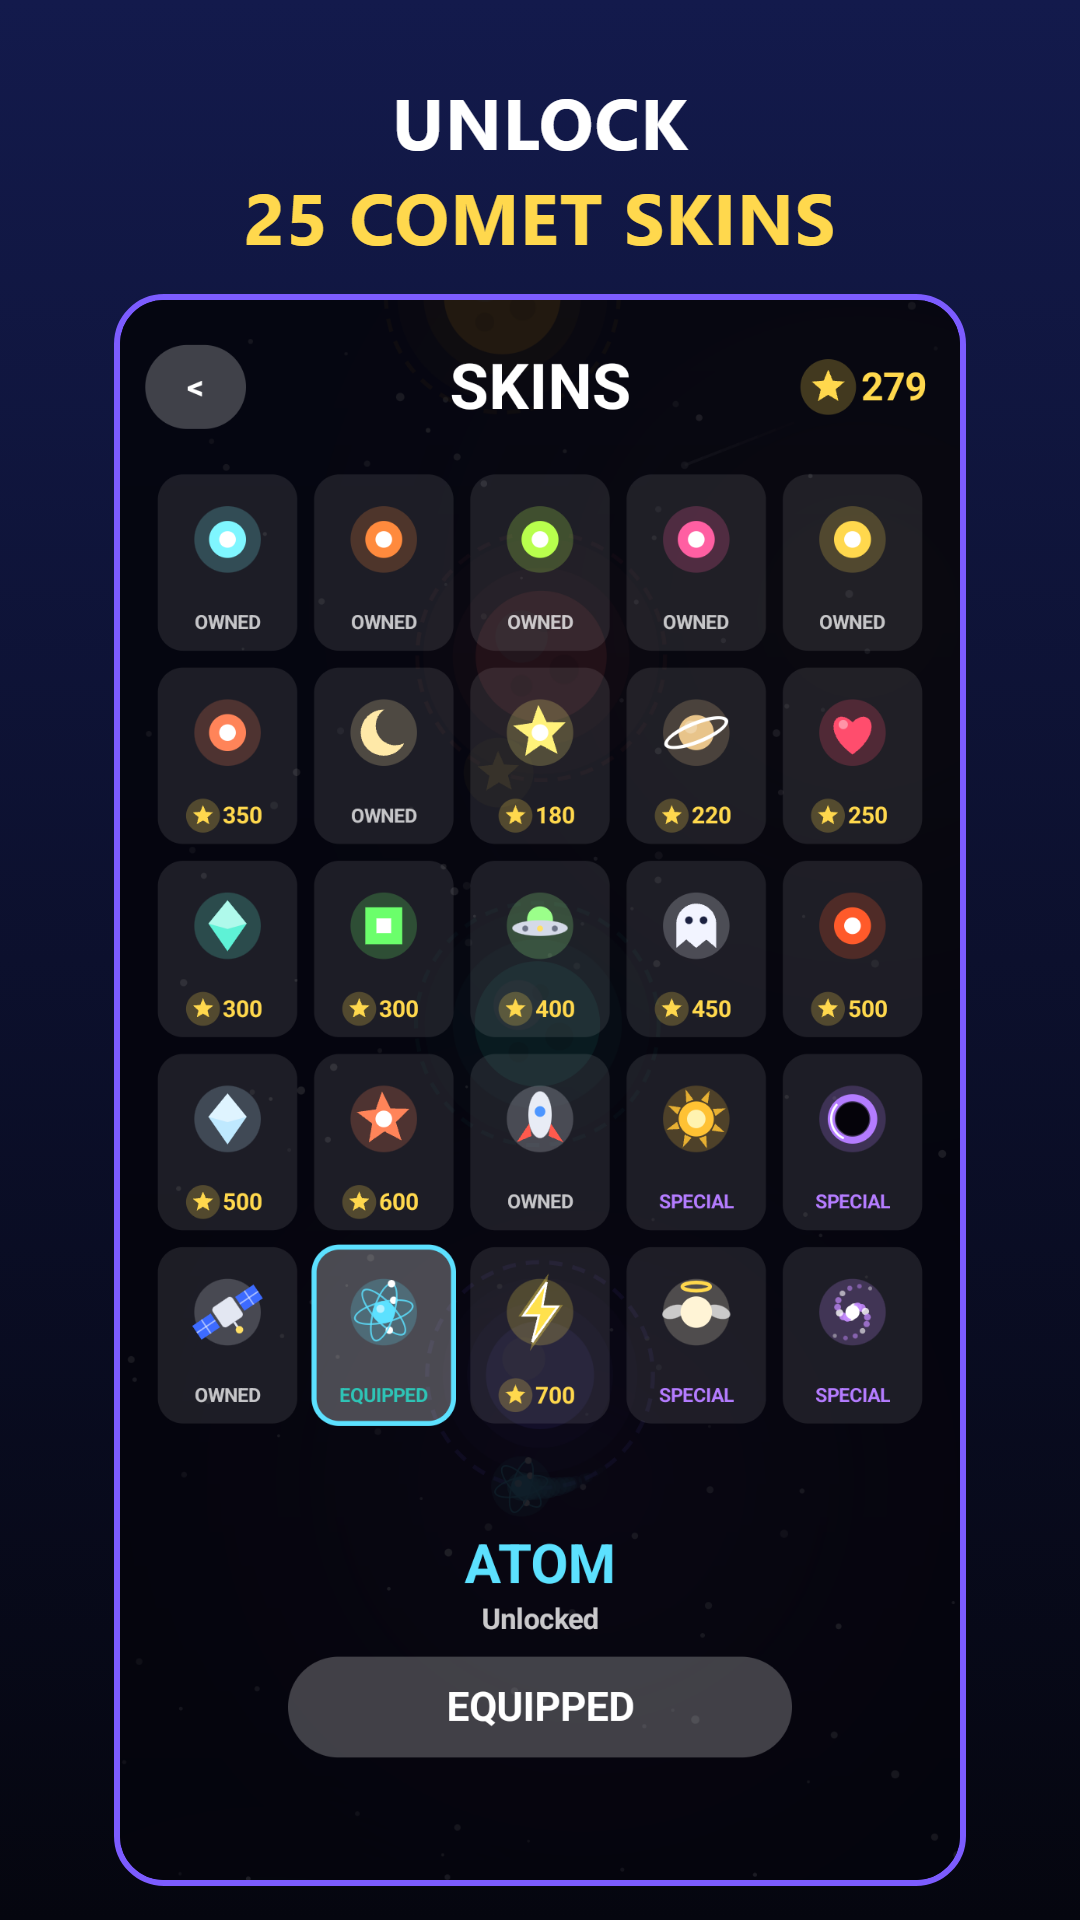 UNLOCK
25 COMET SKINS
< SKINS 279
OWNED OWNED OWNED OWNED OWNED
350 OWNED 180 220 250
300 300 400 450 500
500 600 OWNED SPECIAL SPECIAL
OWNED EQUIPPED 700 SPECIAL SPECIAL
ATOM
Unlocked
EQUIPPED